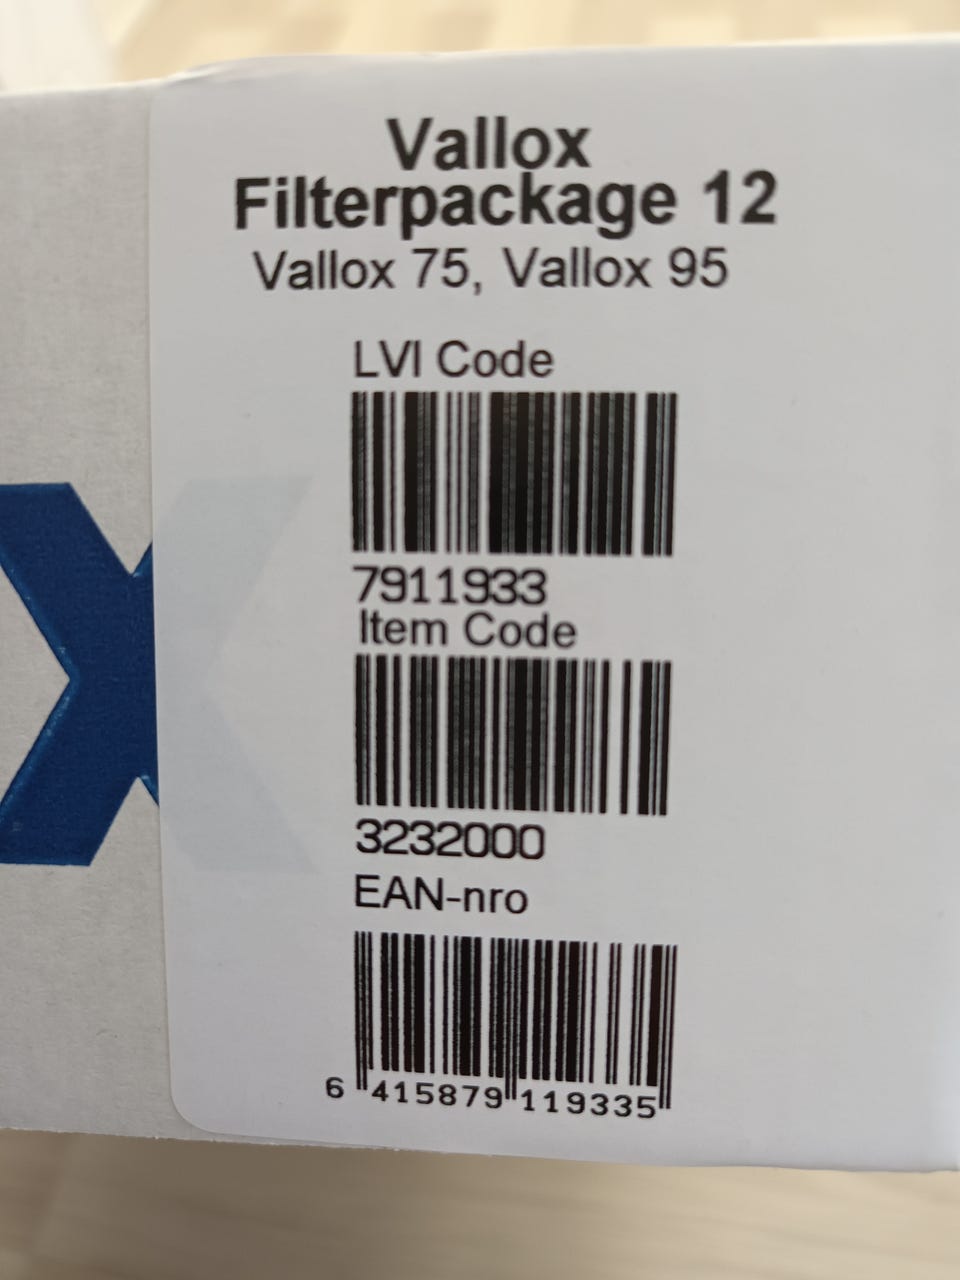 Vallox
Filterpackage 12
Vallox 75, Vallox 95
LVI Code
7911933
Item Code
3232000
EAN-nro
6 415879 119335
X